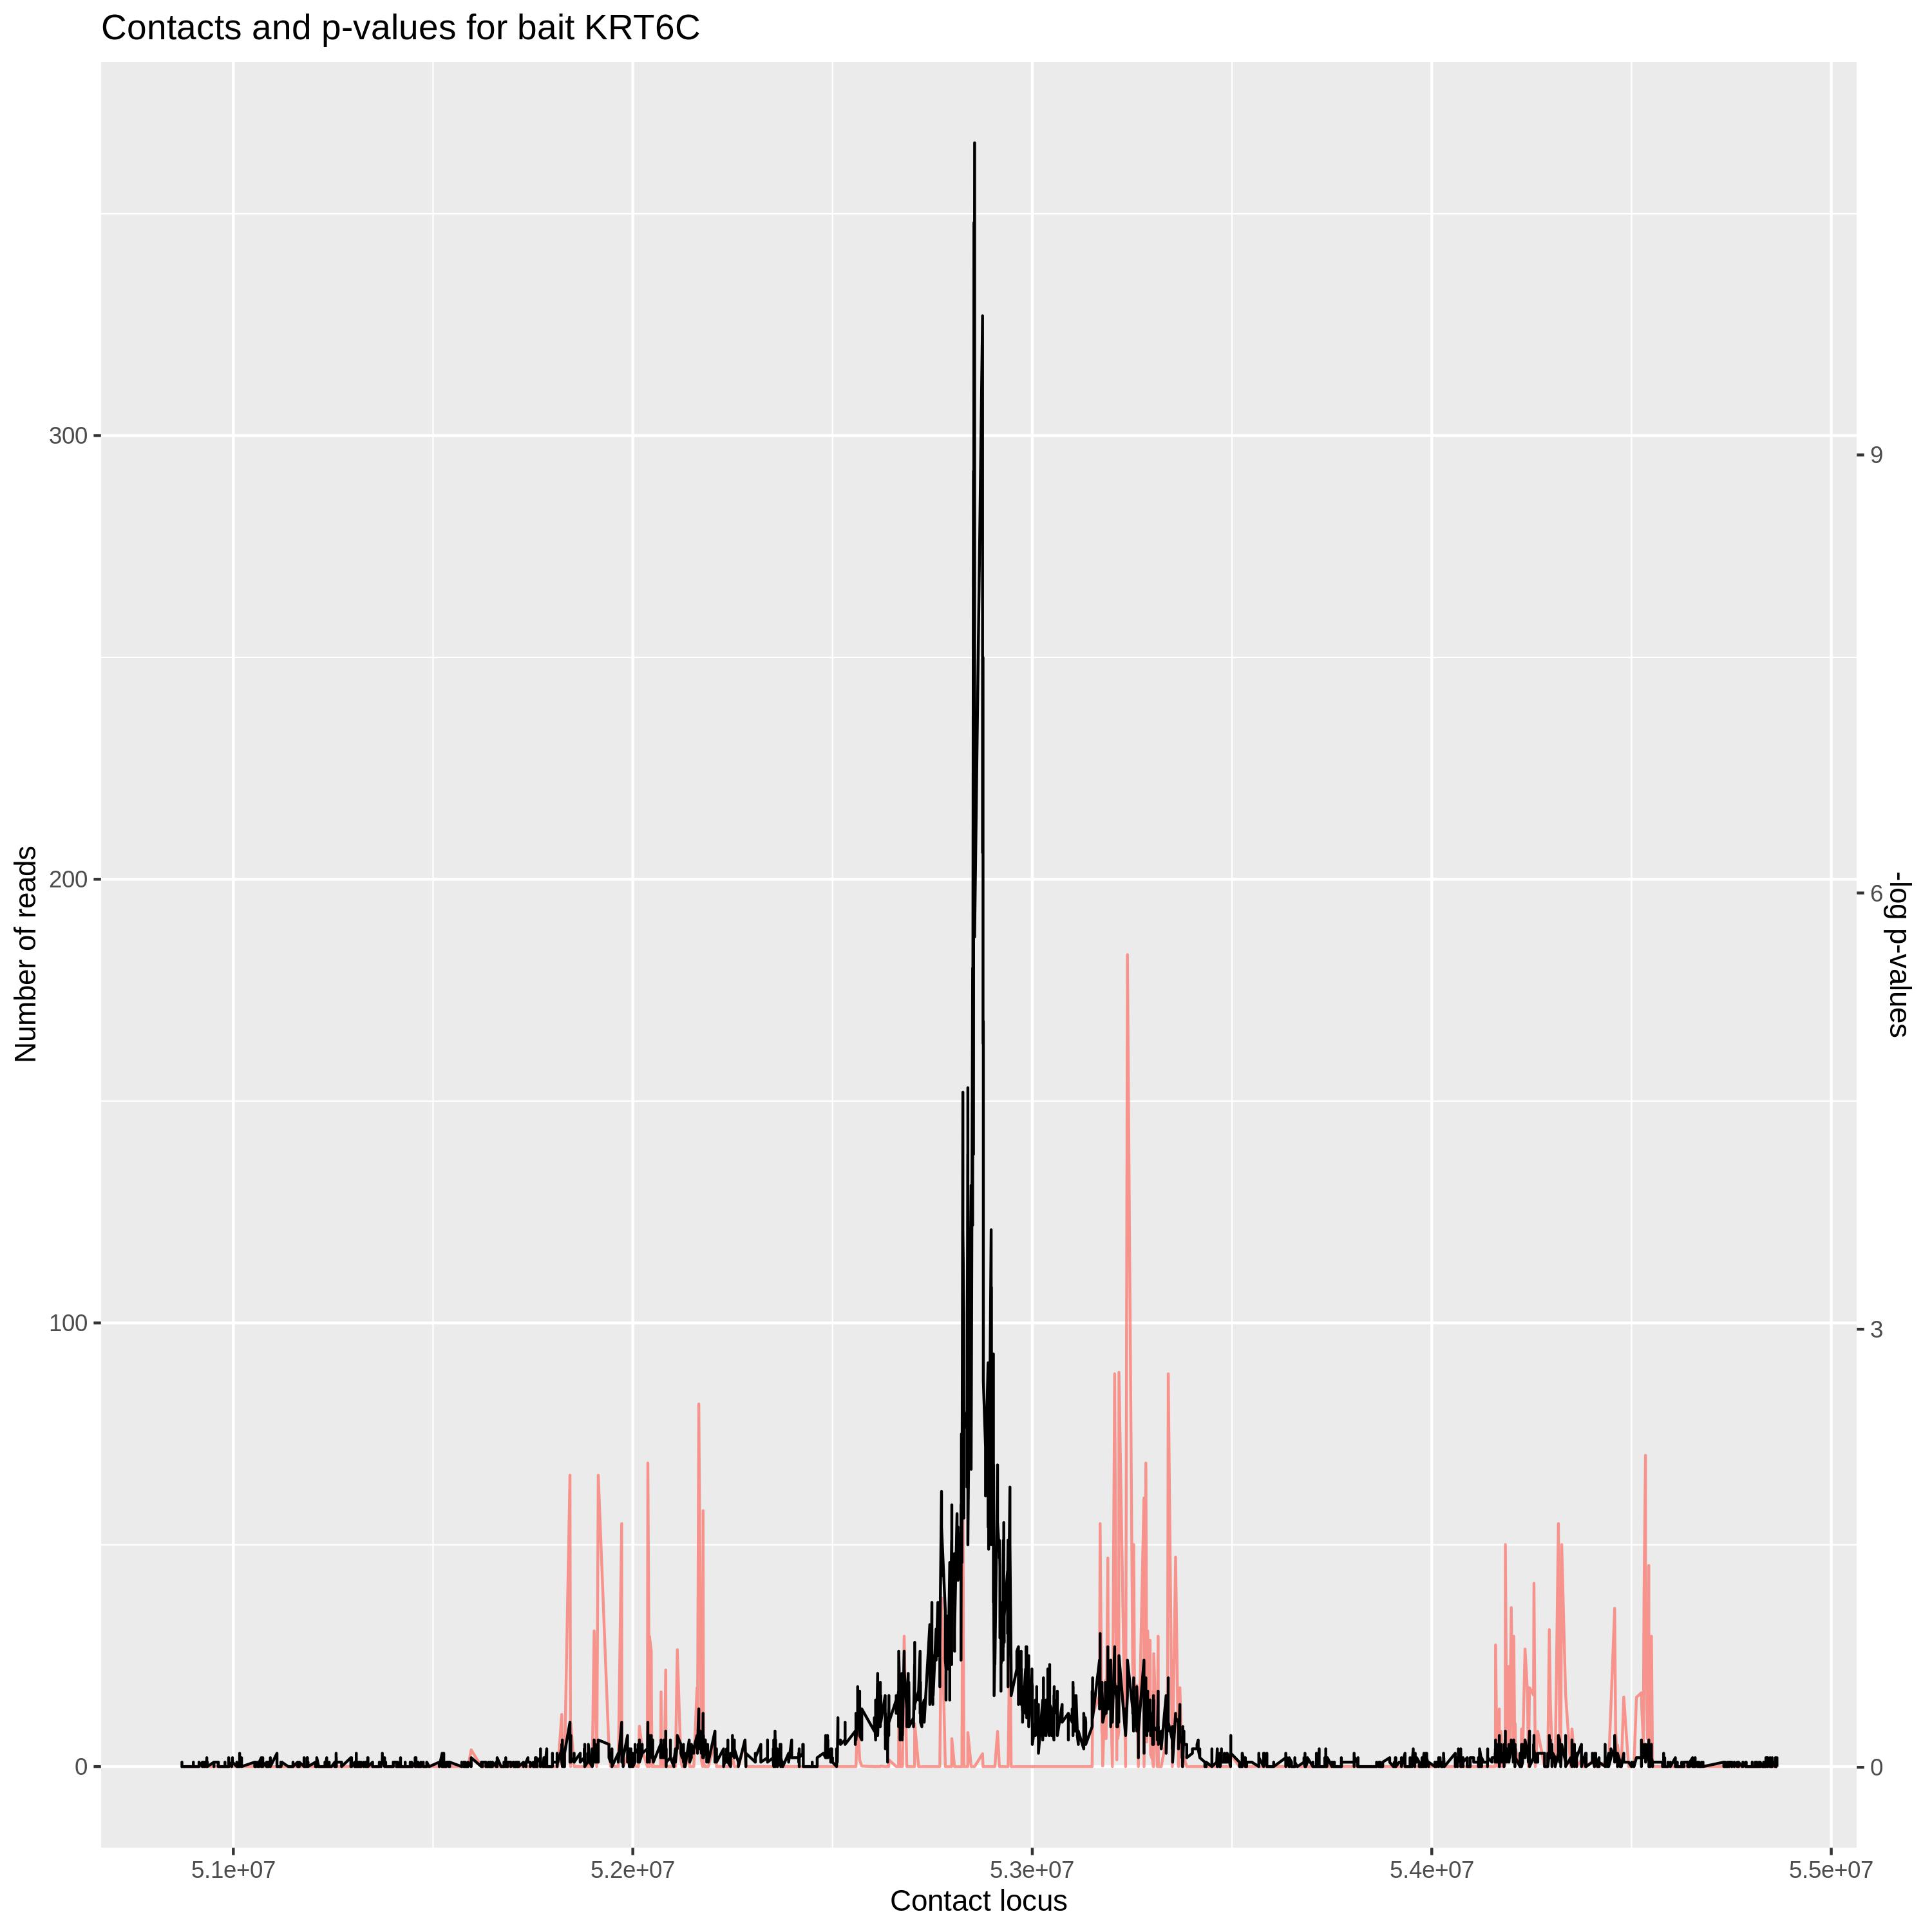 Contacts and p-values for bait KRT6C
Number of reads
300
200
100
0
9
6
3
0
-log p-values
5.1e+07 5.2e+07 5.3e+07 5.4e+07 5.5e+07
Contact locus